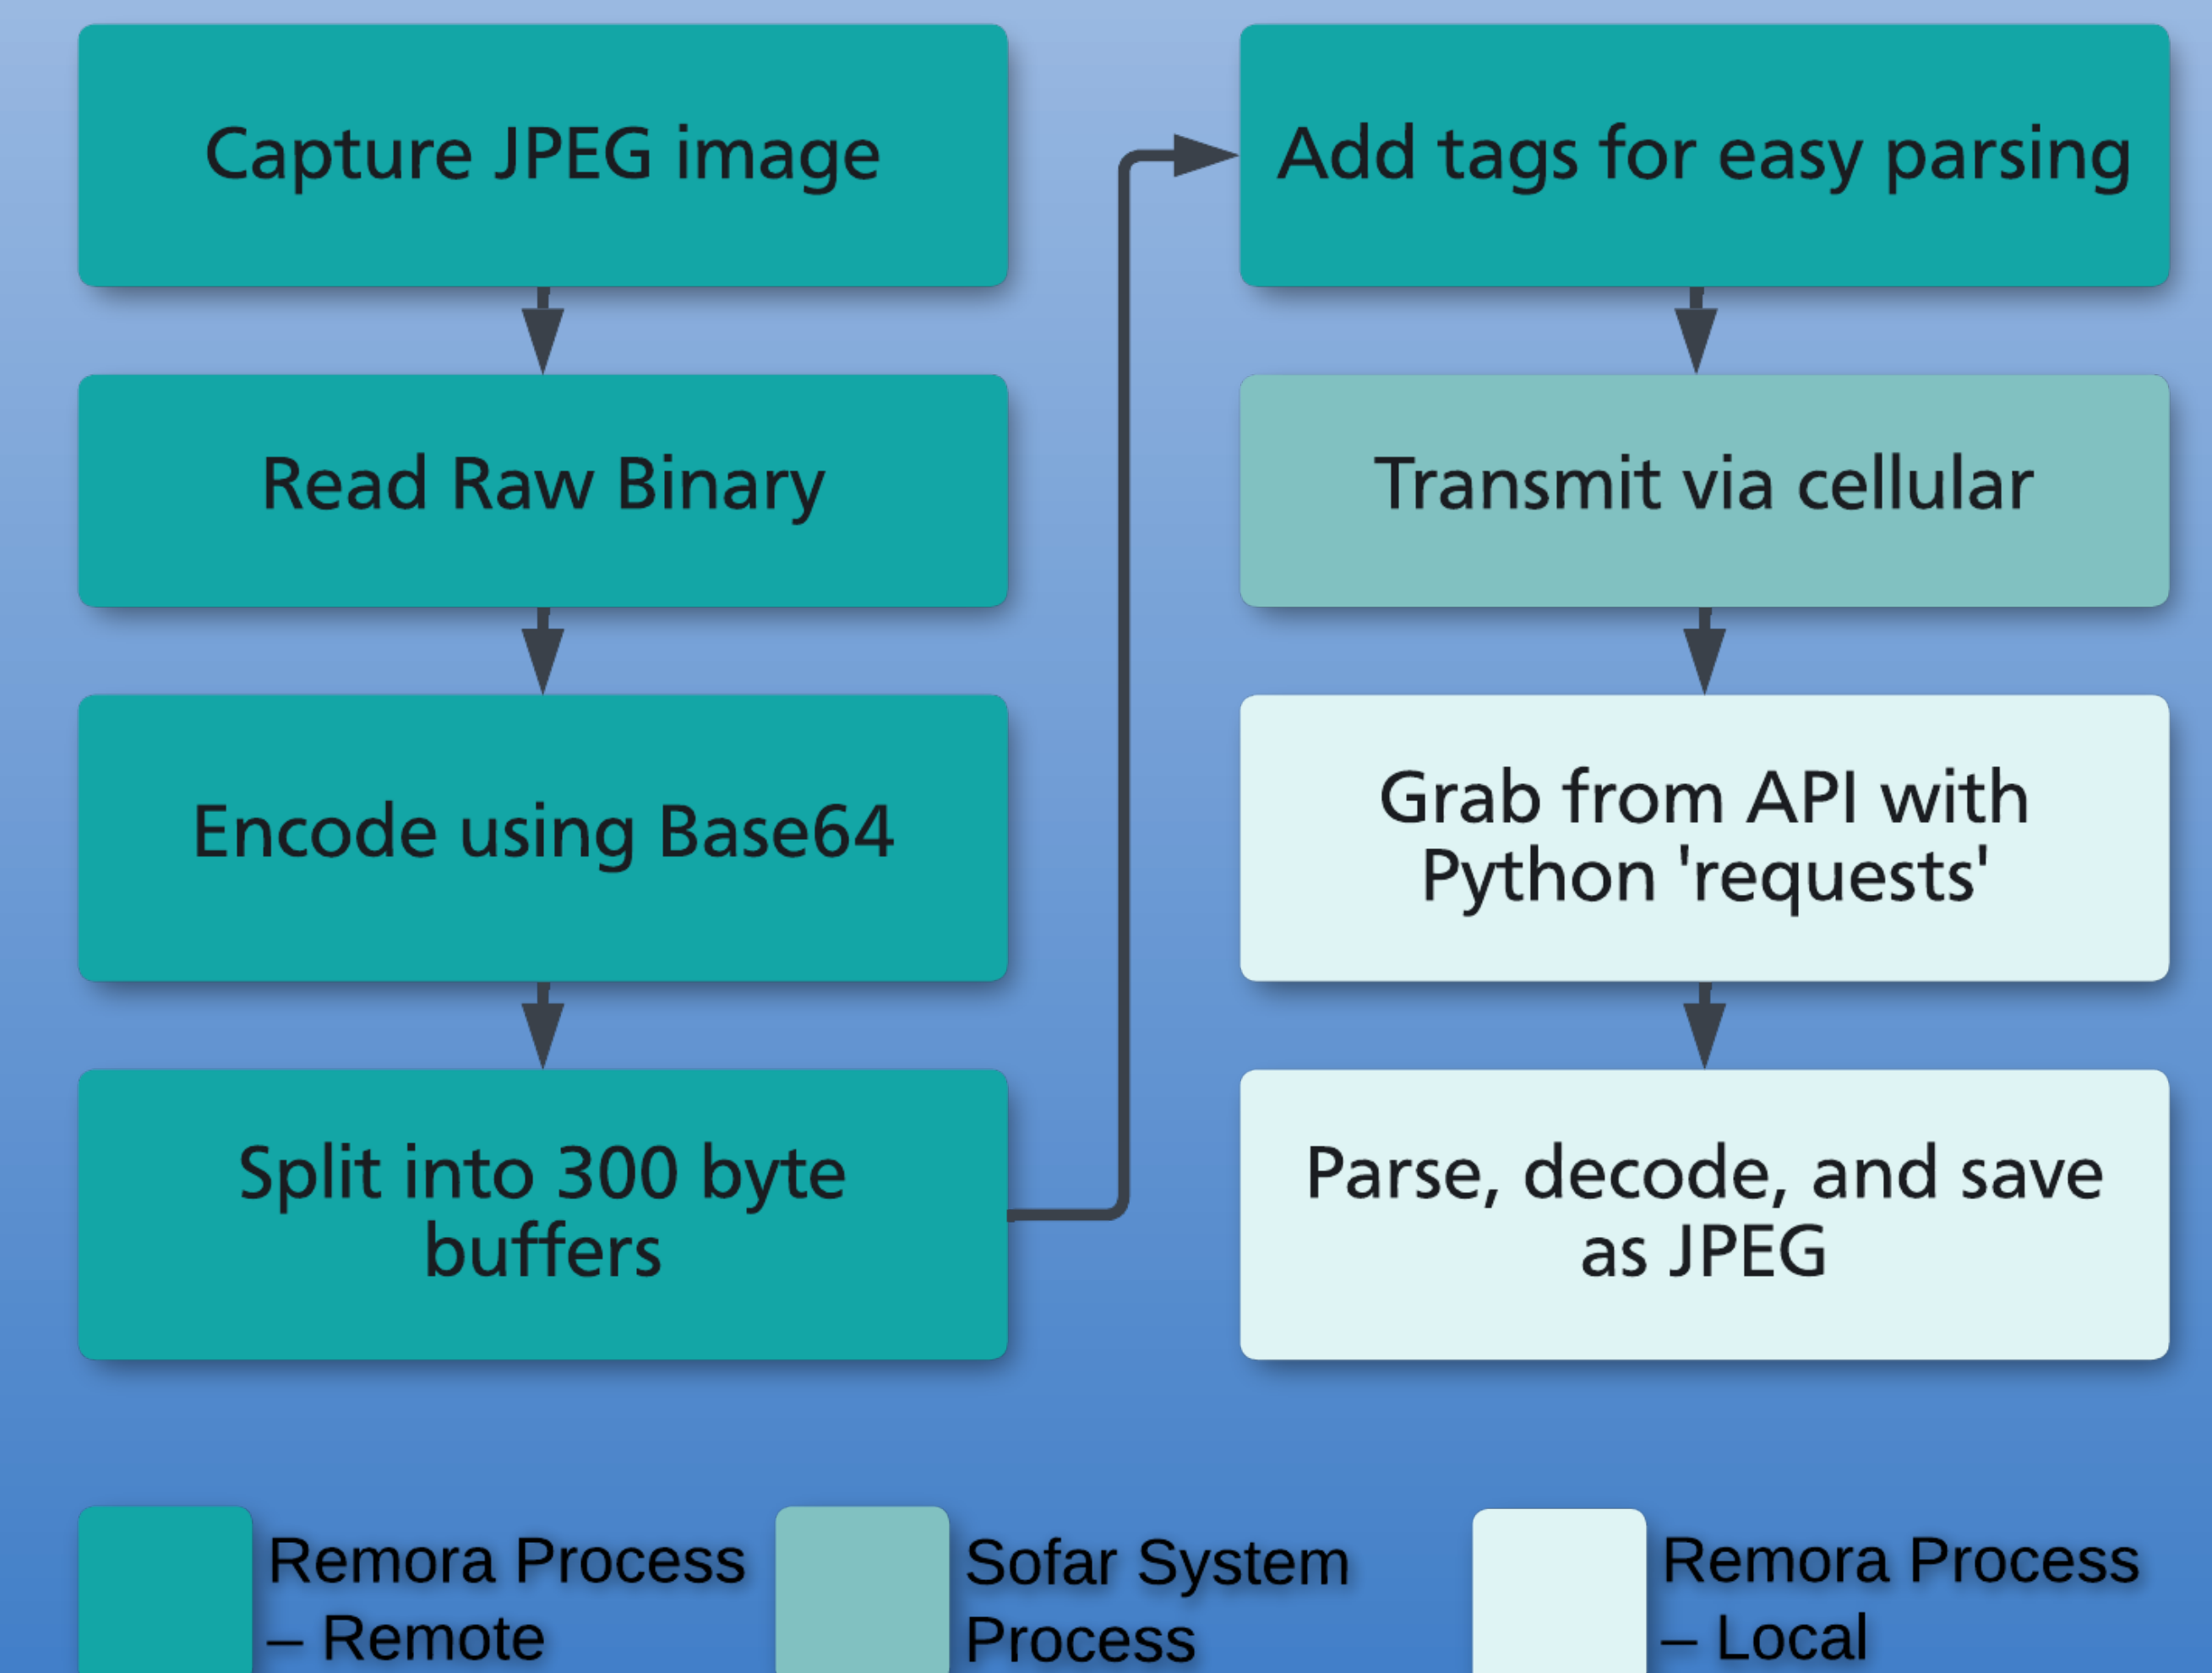 Capture JPEG image
Read Raw Binary
Encode using Base64
Split into 300 byte
buffers
Add tags for easy parsing
Transmit via cellular
Grab from API with
Python 'requests'
Parse, decode, and save
as JPEG
Remora Process
– Remote
Sofar System
Process
Remora Process
– Local